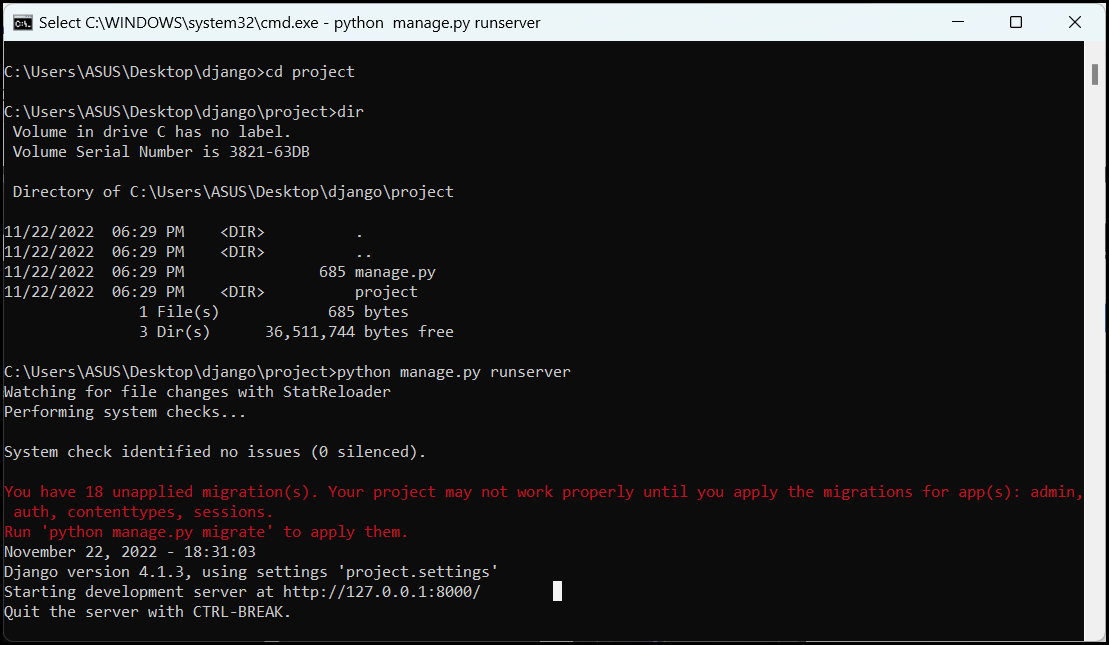 Select C:\WINDOWS\system32\cmd.exe - python  manage.py runserver
C:\Users\ASUS\Desktop\django>cd project
C:\Users\ASUS\Desktop\django\project>dir
 Volume in drive C has no label.
 Volume Serial Number is 3821-63DB
 Directory of C:\Users\ASUS\Desktop\django\project
11/22/2022  06:29 PM    <DIR>          .
11/22/2022  06:29 PM    <DIR>          ..
11/22/2022  06:29 PM               685 manage.py
11/22/2022  06:29 PM    <DIR>          project
               1 File(s)            685 bytes
               3 Dir(s)      36,511,744 bytes free
C:\Users\ASUS\Desktop\django\project>python manage.py runserver
Watching for file changes with StatReloader
Performing system checks...
System check identified no issues (0 silenced).
You have 18 unapplied migration(s). Your project may not work properly until you apply the migrations for app(s): admin,
 auth, contenttypes, sessions.
Run 'python manage.py migrate' to apply them.
November 22, 2022 - 18:31:03
Django version 4.1.3, using settings 'project.settings'
Starting development server at http://127.0.0.1:8000/
Quit the server with CTRL-BREAK.